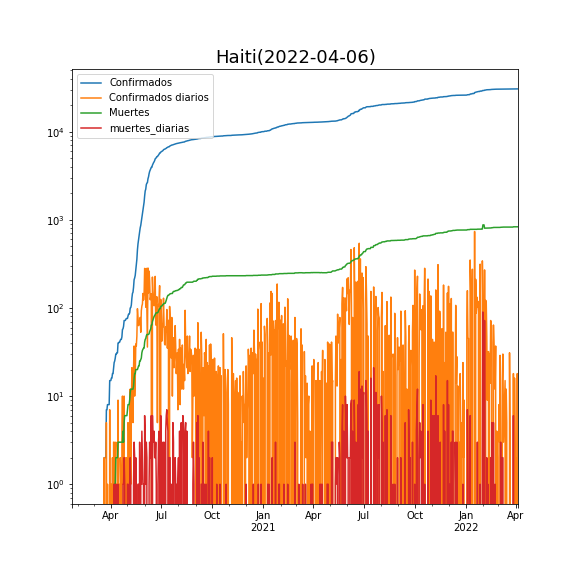 Haiti(2022-04-06)
Confirmados
Confirmados diarios
Muertes
muertes_diarias
10⁴
10³
10²
10¹
10⁰
Apr Jul Oct Jan Apr Jul Oct Jan Apr
2021 2022